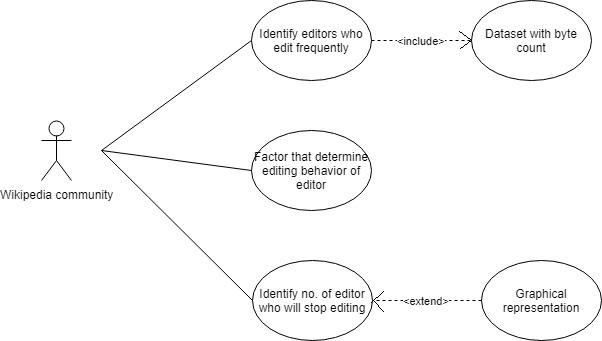 Identify editors who
edit frequently
<include>
Dataset with byte
count
Wikipedia community
Factor that determine
editing behavior of
editor
Identify no. of editor
who will stop editing
<extend>
Graphical
representation